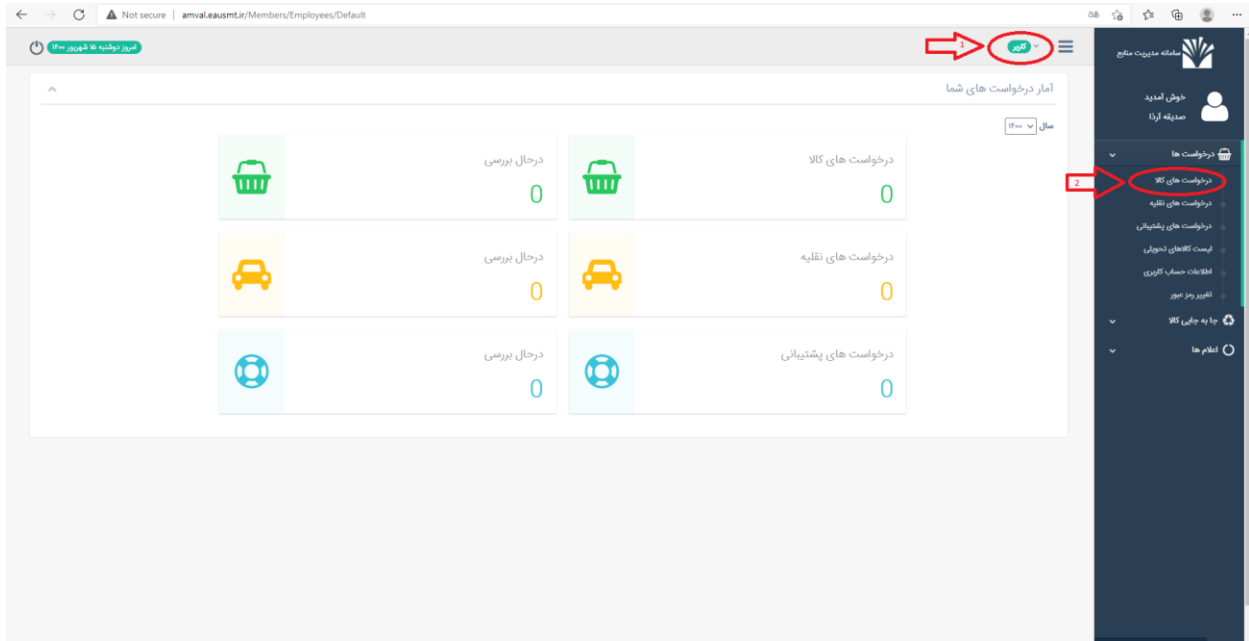 Not secure | amval.eausmt.ir/Members/Employees/Default
سامانه مدیریت منابع
1
کاربر
امروز دوشنبه ۱۵ شهریور ۱۴۰۰
خوش آمدید
صدیقه آرذا
درخواست ها
2
درخواست های کالا
درخواست های نقلیه
درخواست های پشتیبانی
لیست کالاهای تحویلی
اطلاعات حساب کاربری
تغییر رمز عبور
جا به جایی کالا
اعلام ها
آمار درخواست های شما
سال ۱۴۰۰
درخواست های کالا
0
درحال بررسی
0
درخواست های نقلیه
0
درحال بررسی
0
درخواست های پشتیبانی
0
درحال بررسی
0